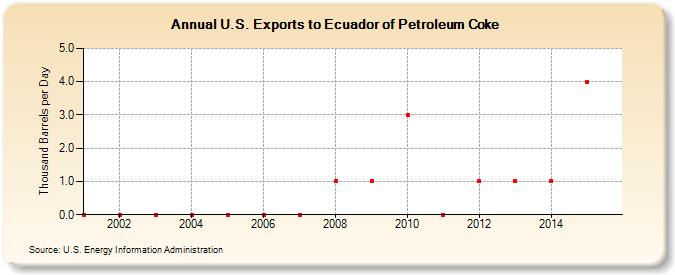 Annual U.S. Exports to Ecuador of Petroleum Coke
Thousand Barrels per Day
5.0
4.0
3.0
2.0
1.0
0.0
2002 2004 2006 2008 2010 2012 2014
Source: U.S. Energy Information Administration